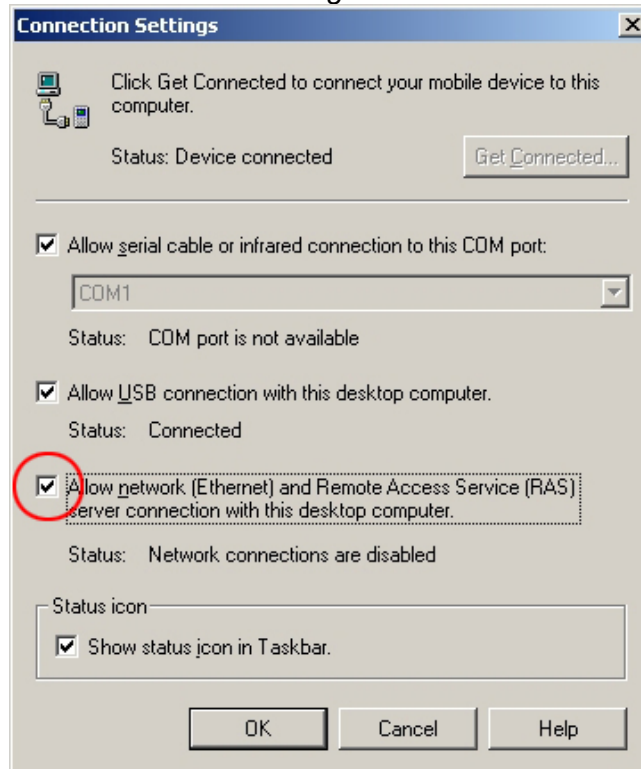 Connection Settings
Click Get Connected to connect your mobile device to this
computer.
Status: Device connected
Get Connected...
Allow serial cable or infrared connection to this COM port:
COM1
Status: COM port is not available
Allow USB connection with this desktop computer.
Status: Connected
Allow network (Ethernet) and Remote Access Service (RAS)
server connection with this desktop computer.
Status: Network connections are disabled
Status icon
Show status icon in Taskbar.
OK Cancel Help